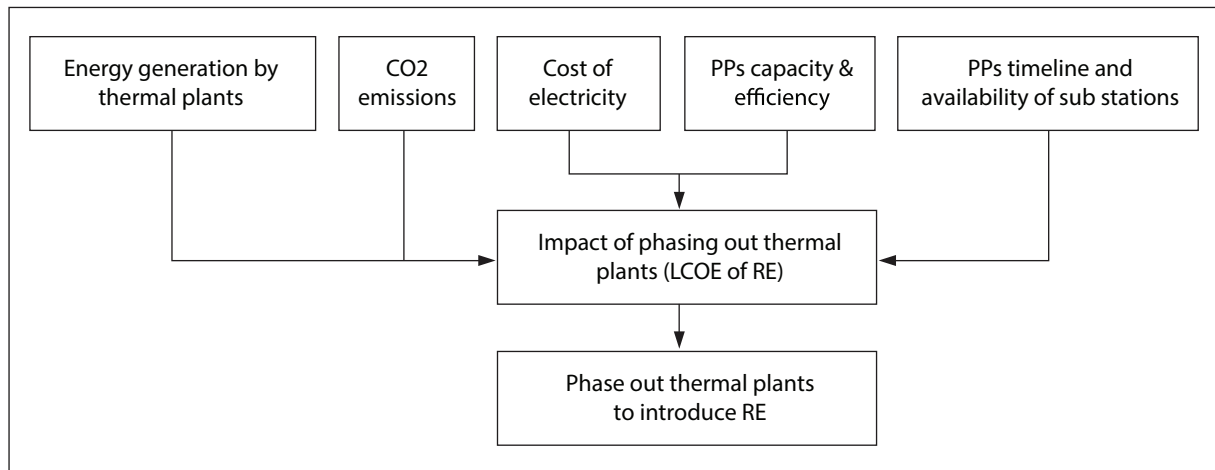 Energy generation by
thermal plants
CO2
emissions
Cost of
electricity
PPs capacity &
efficiency
PPs timeline and
availability of sub stations
Impact of phasing out thermal
plants (LCOE of RE)
Phase out thermal plants
to introduce RE